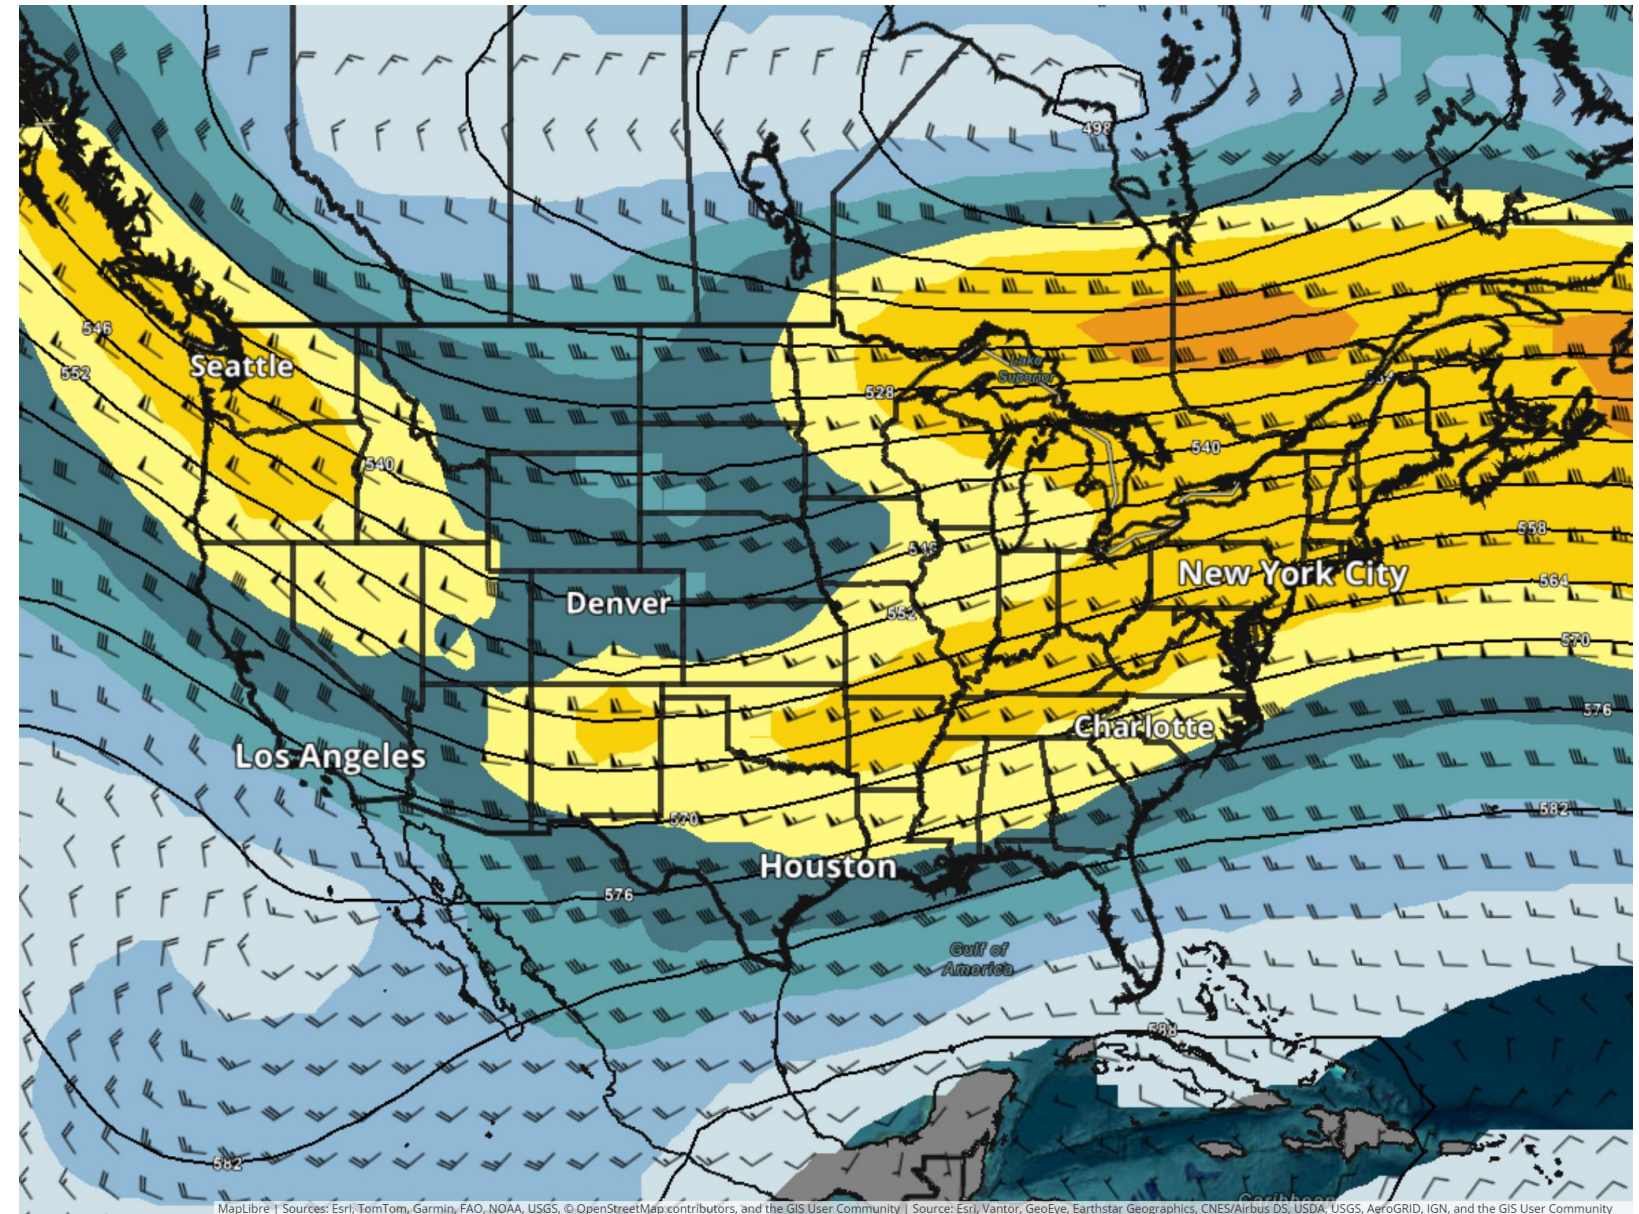 498
546
Seattle
552
Lake
Superior
528
534
540
540
558
546
New York City
564
Denver
552
570
576
Charlotte
Los Angeles
582
570
Houston
576
Gulf of
America
588
582
Caribbean
MapLibre | Sources: Esri, TomTom, Garmin, FAO, NOAA, USGS, © OpenStreetMap contributors, and the GIS User Community | Source: Esri, Vantor, GeoEye, Earthstar Geographics, CNES/Airbus DS, USDA, USGS, AeroGRID, IGN, and the GIS User Community